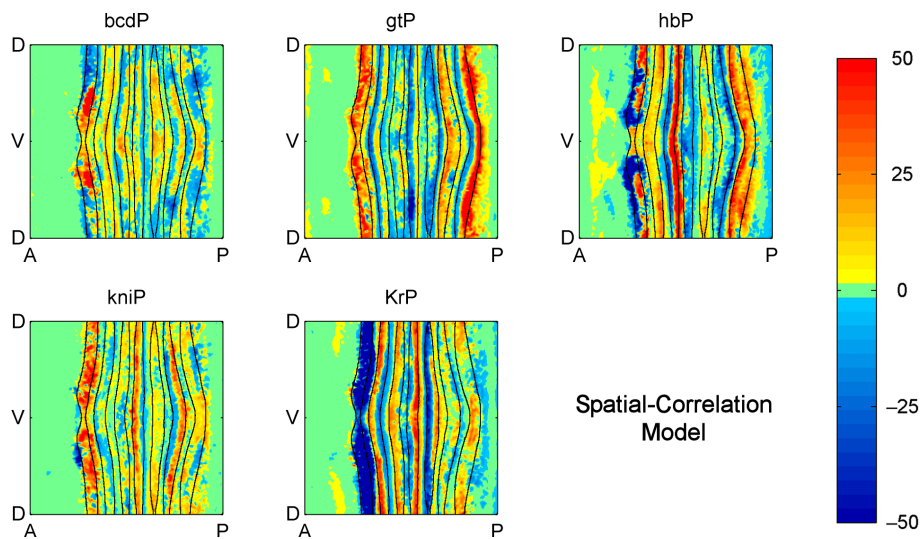 bcdP
gtP
hbP
D
V
D
A
P
D
V
D
A
P
D
V
D
A
P
50
25
0
–25
–50
kniP
KrP
D
V
D
A
P
D
V
D
A
P
Spatial-Correlation
Model